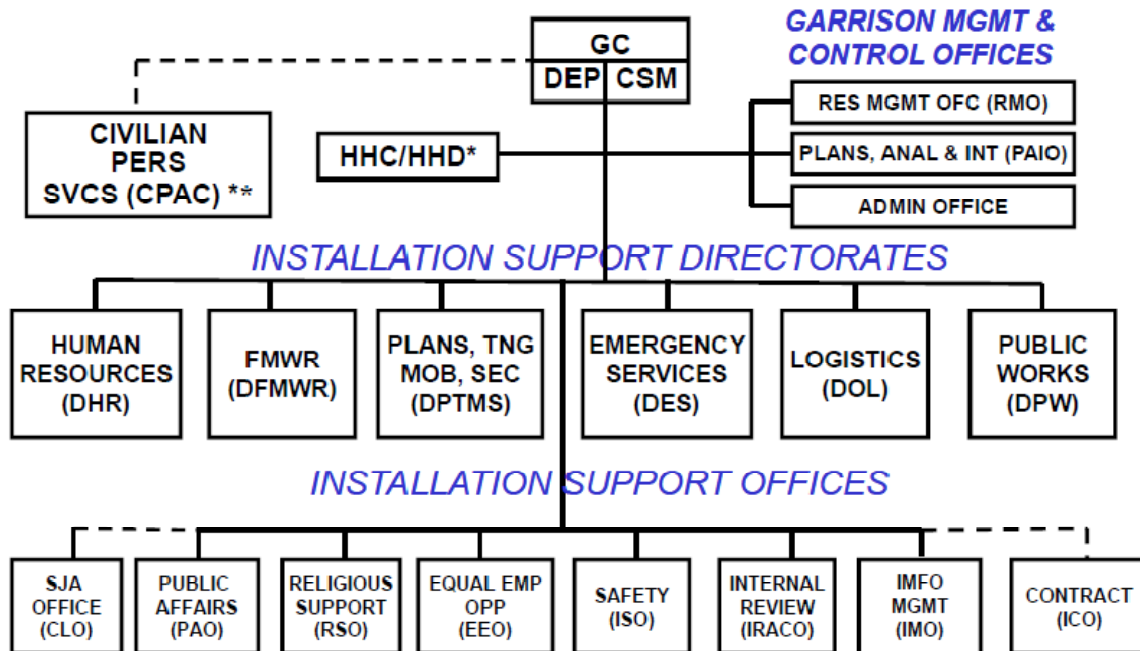 GC
DEP CSM
GARRISON MGMT &
CONTROL OFFICES
RES MGMT OFC (RMO)
PLANS, ANAL & INT (PAIO)
ADMIN OFFICE
CIVILIAN
PERS
SVCS (CPAC) **
HHC/HHD*
INSTALLATION SUPPORT DIRECTORATES
HUMAN
RESOURCES
(DHR)
FMWR
(DFMWR)
PLANS, TNG
MOB, SEC
(DPTMS)
EMERGENCY
SERVICES
(DES)
LOGISTICS
(DOL)
PUBLIC
WORKS
(DPW)
INSTALLATION SUPPORT OFFICES
SJA
OFFICE
(CLO)
PUBLIC
AFFAIRS
(PAO)
RELIGIOUS
SUPPORT
(RSO)
EQUAL EMP
OPP
(EEO)
SAFETY
(ISO)
INTERNAL
REVIEW
(IRACO)
IMFO
MGMT
(IMO)
CONTRACT
(ICO)